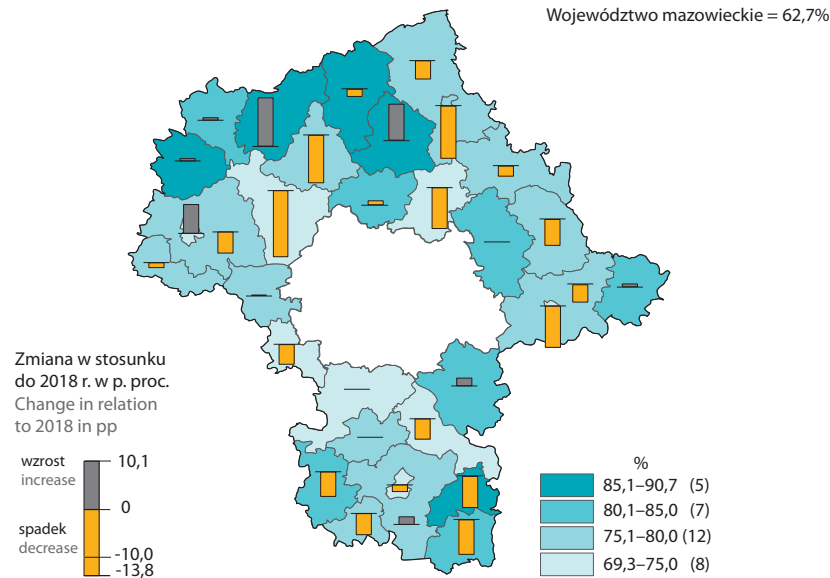 Województwo mazowieckie = 62,7%
Zmiana w stosunku
do 2018 r. w p. proc.
Change in relation
to 2018 in pp
wzrost
increase
10,1
0
spadek
decrease
-10,0
-13,8
%
85,1–90,7 (5)
80,1–85,0 (7)
75,1–80,0 (12)
69,3–75,0 (8)